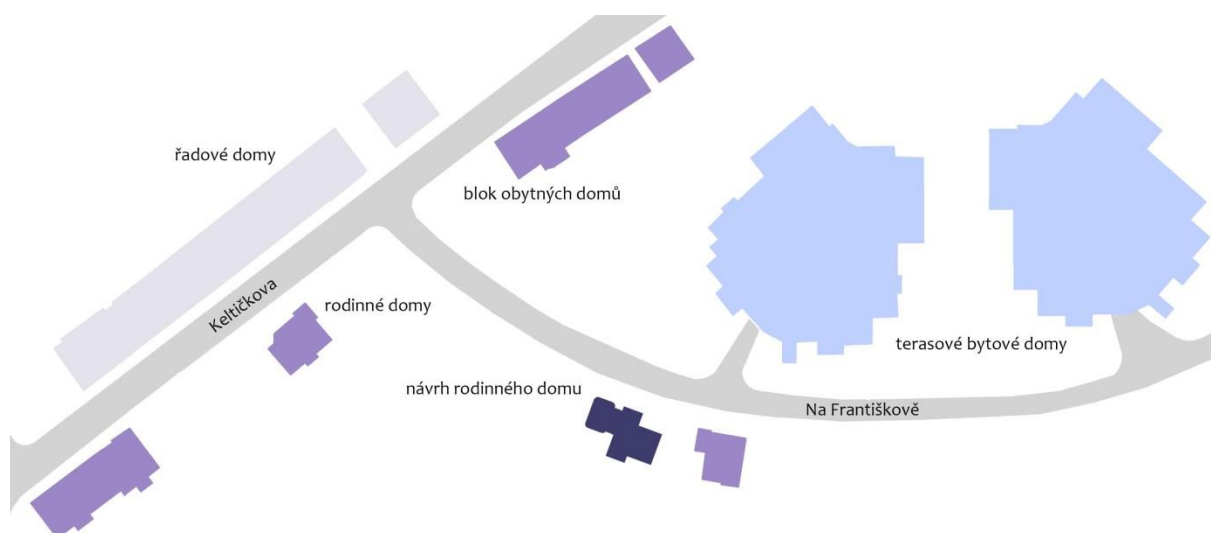 řadové domy
blok obytných domů
Keltičkova
rodinné domy
terasové bytové domy
návrh rodinného domu
Na Františkově